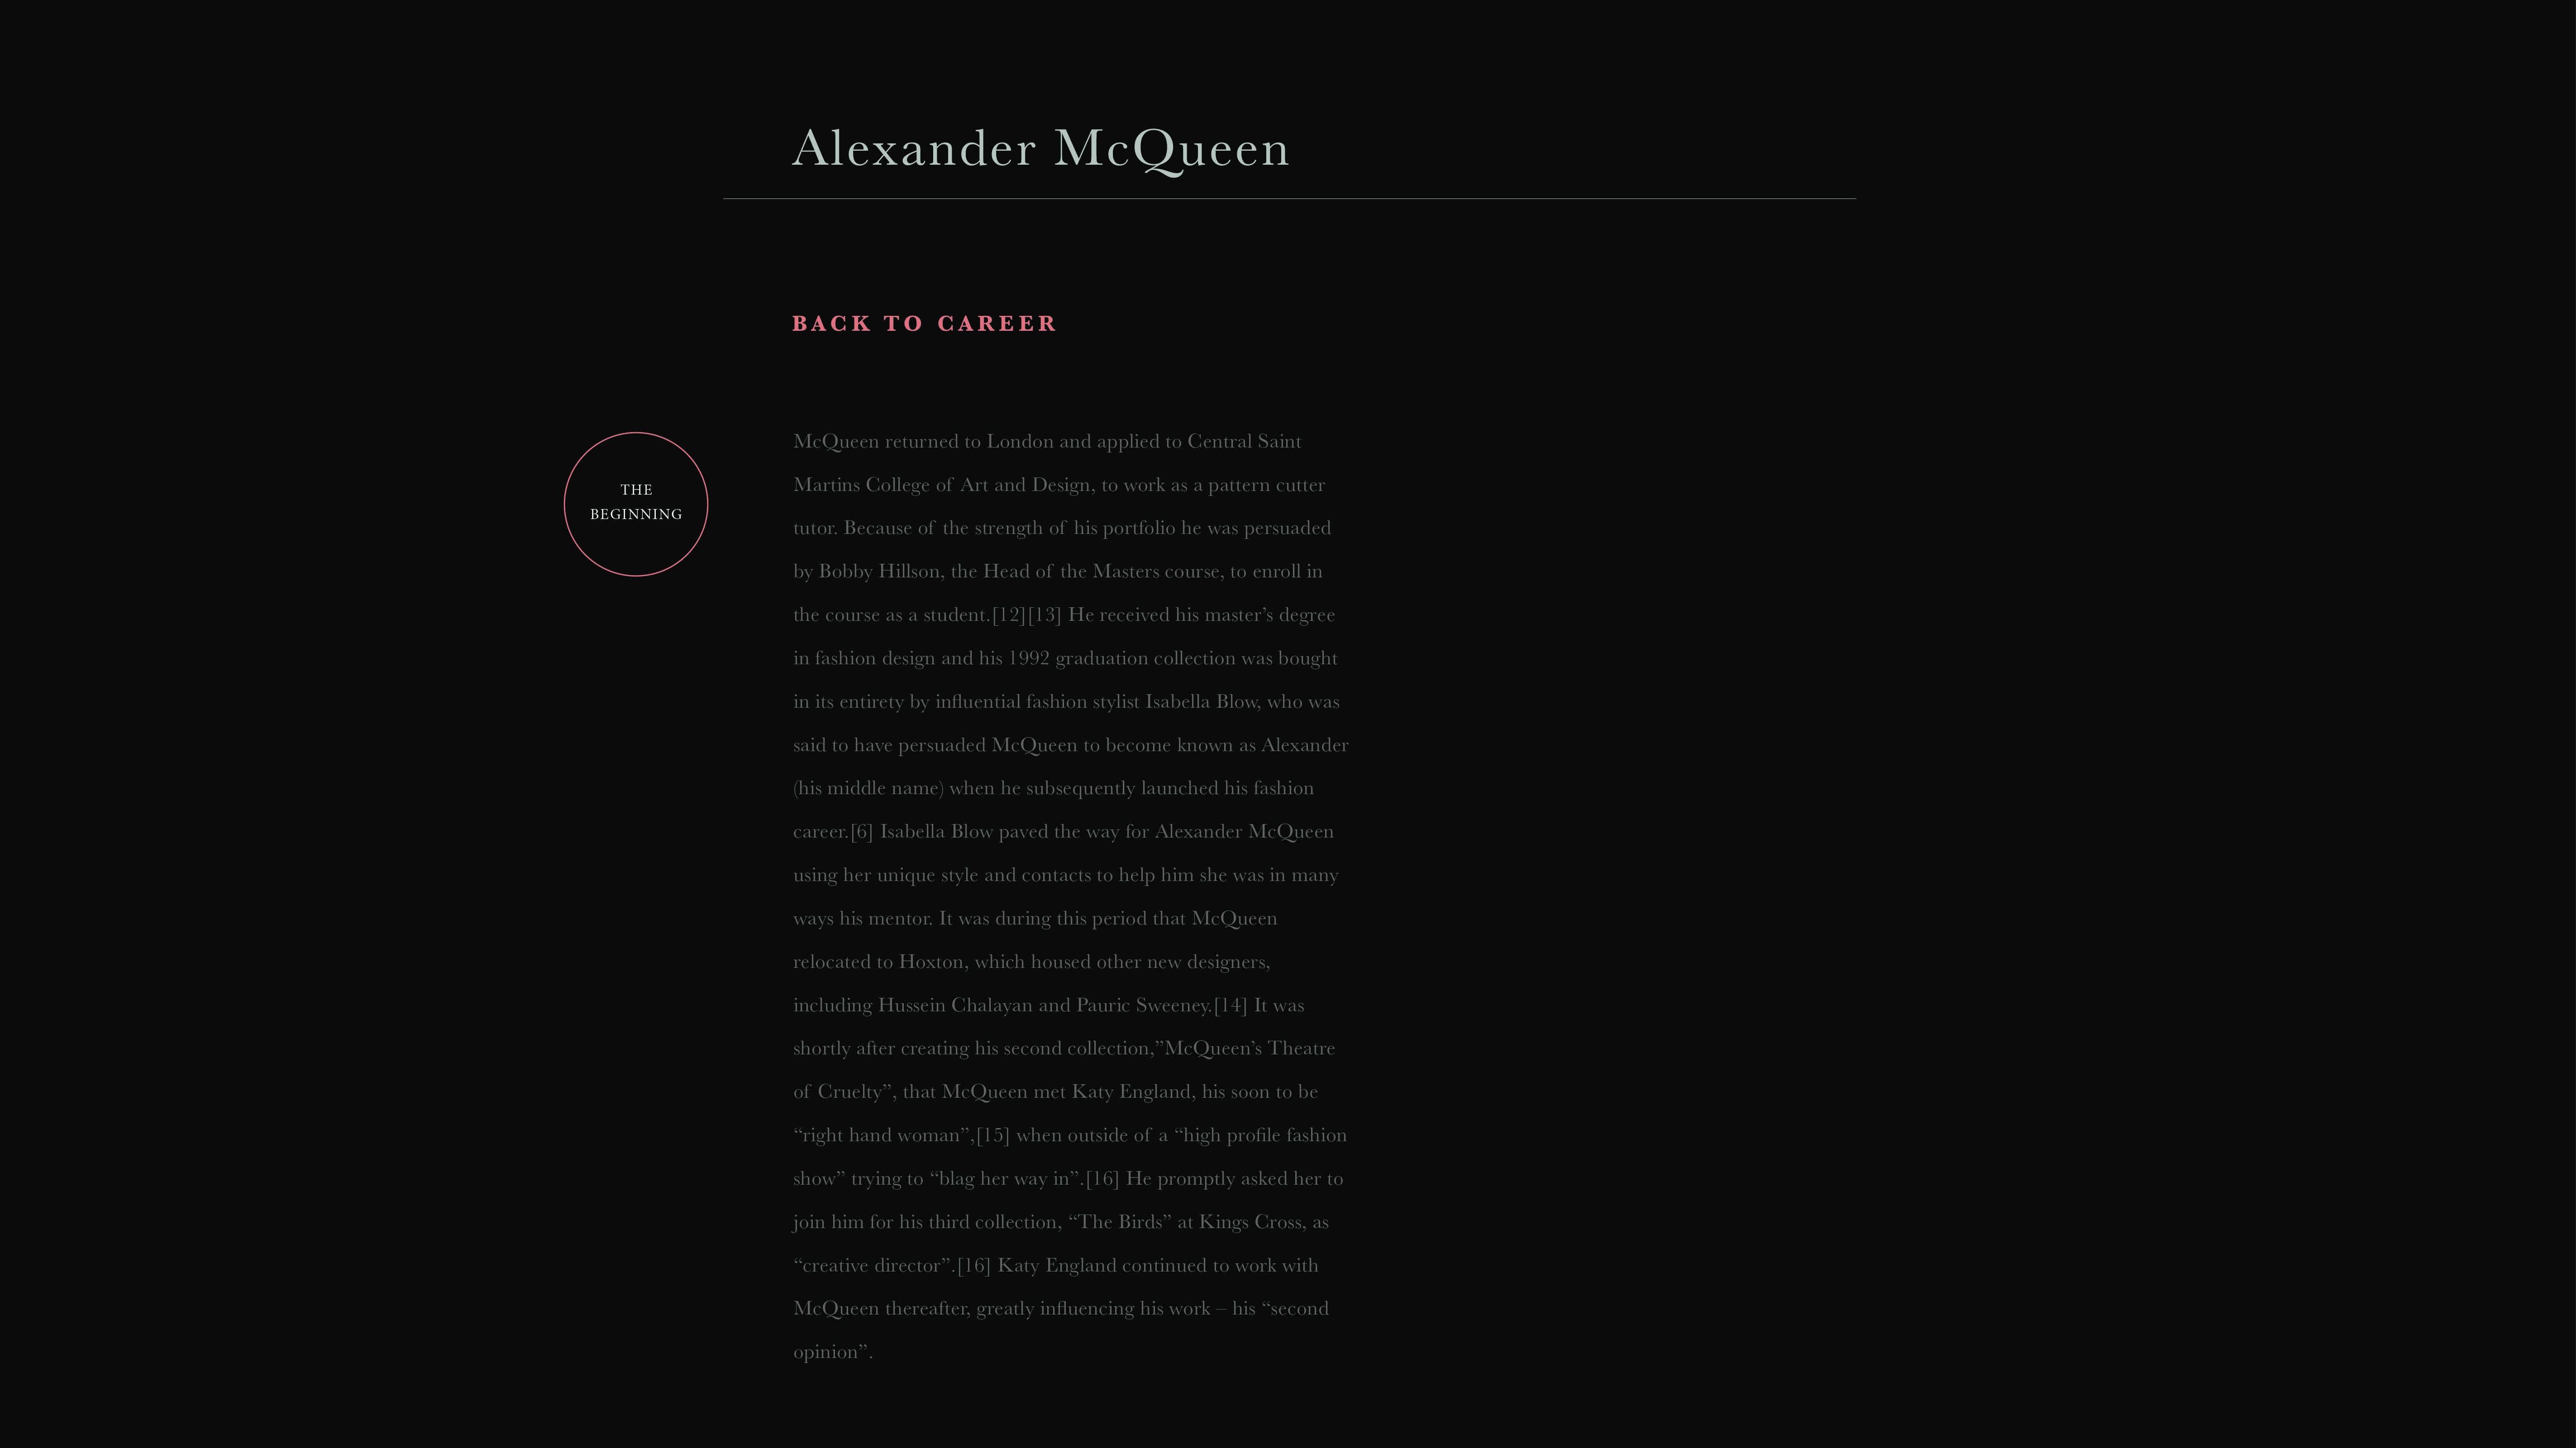 Alexander McQueen
BACK TO CAREER
THE
BEGINNING
McQueen returned to London and applied to Central Saint
Martins College of Art and Design, to work as a pattern cutter
tutor. Because of the strength of his portfolio he was persuaded
by Bobby Hillson, the Head of the Masters course, to enroll in
the course as a student.[12][13] He received his master’s degree
in fashion design and his 1992 graduation collection was bought
in its entirety by influential fashion stylist Isabella Blow, who was
said to have persuaded McQueen to become known as Alexander
(his middle name) when he subsequently launched his fashion
career.[6] Isabella Blow paved the way for Alexander McQueen
using her unique style and contacts to help him she was in many
ways his mentor. It was during this period that McQueen
relocated to Hoxton, which housed other new designers,
including Hussein Chalayan and Pauric Sweeney.[14] It was
shortly after creating his second collection,”McQueen’s Theatre
of Cruelty”, that McQueen met Katy England, his soon to be
“right hand woman”,[15] when outside of a “high profile fashion
show” trying to “blag her way in”.[16] He promptly asked her to
join him for his third collection, “The Birds” at Kings Cross, as
“creative director”.[16] Katy England continued to work with
McQueen thereafter, greatly influencing his work – his “second
opinion”.